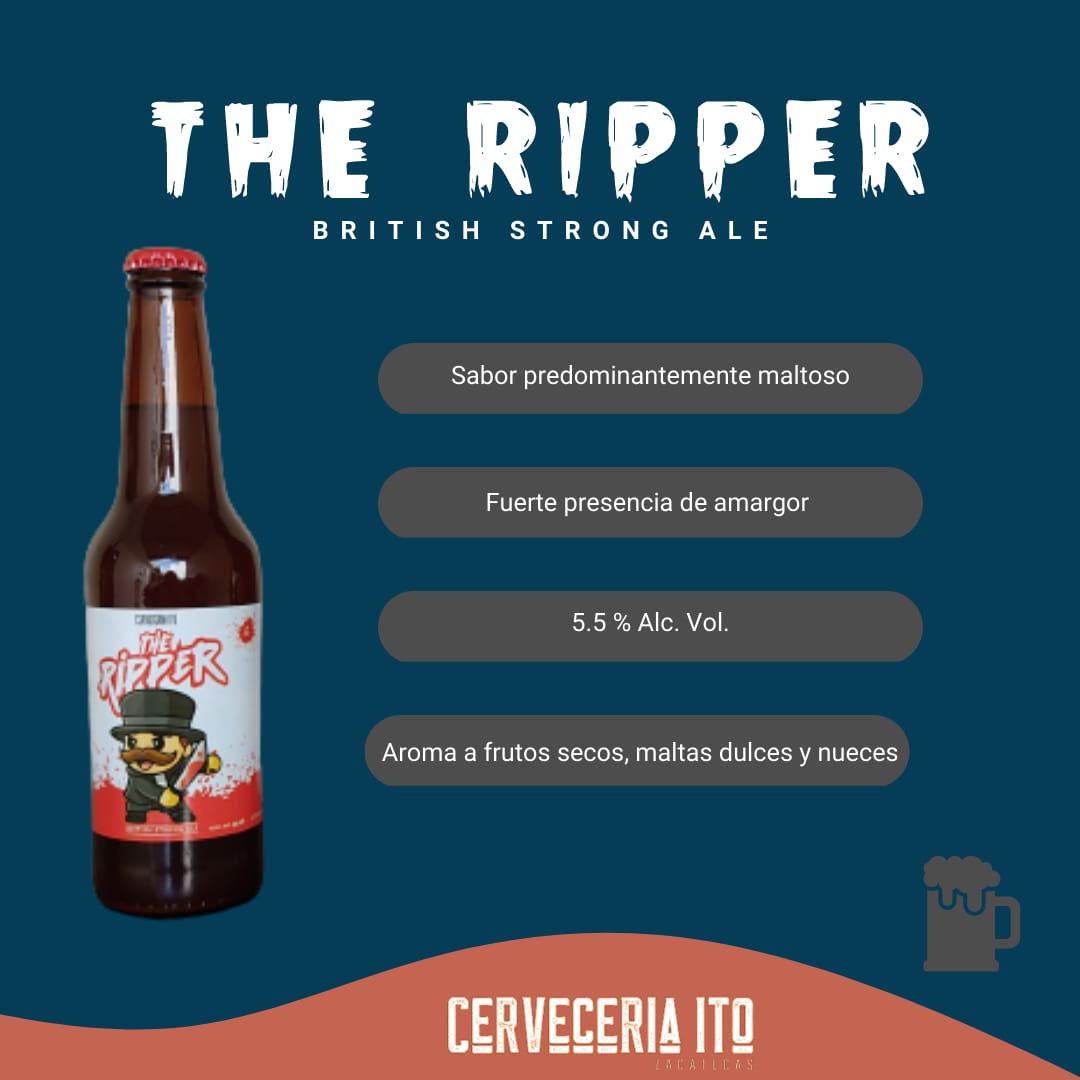 THE RIPPER
BRITISH STRONG ALE
Sabor predominantemente maltoso
Fuerte presencia de amargor
5.5 % Alc. Vol.
Aroma a frutos secos, maltas dulces y nueces
THE
RIPPER
CERVECERIA ITO
ZACATECAS